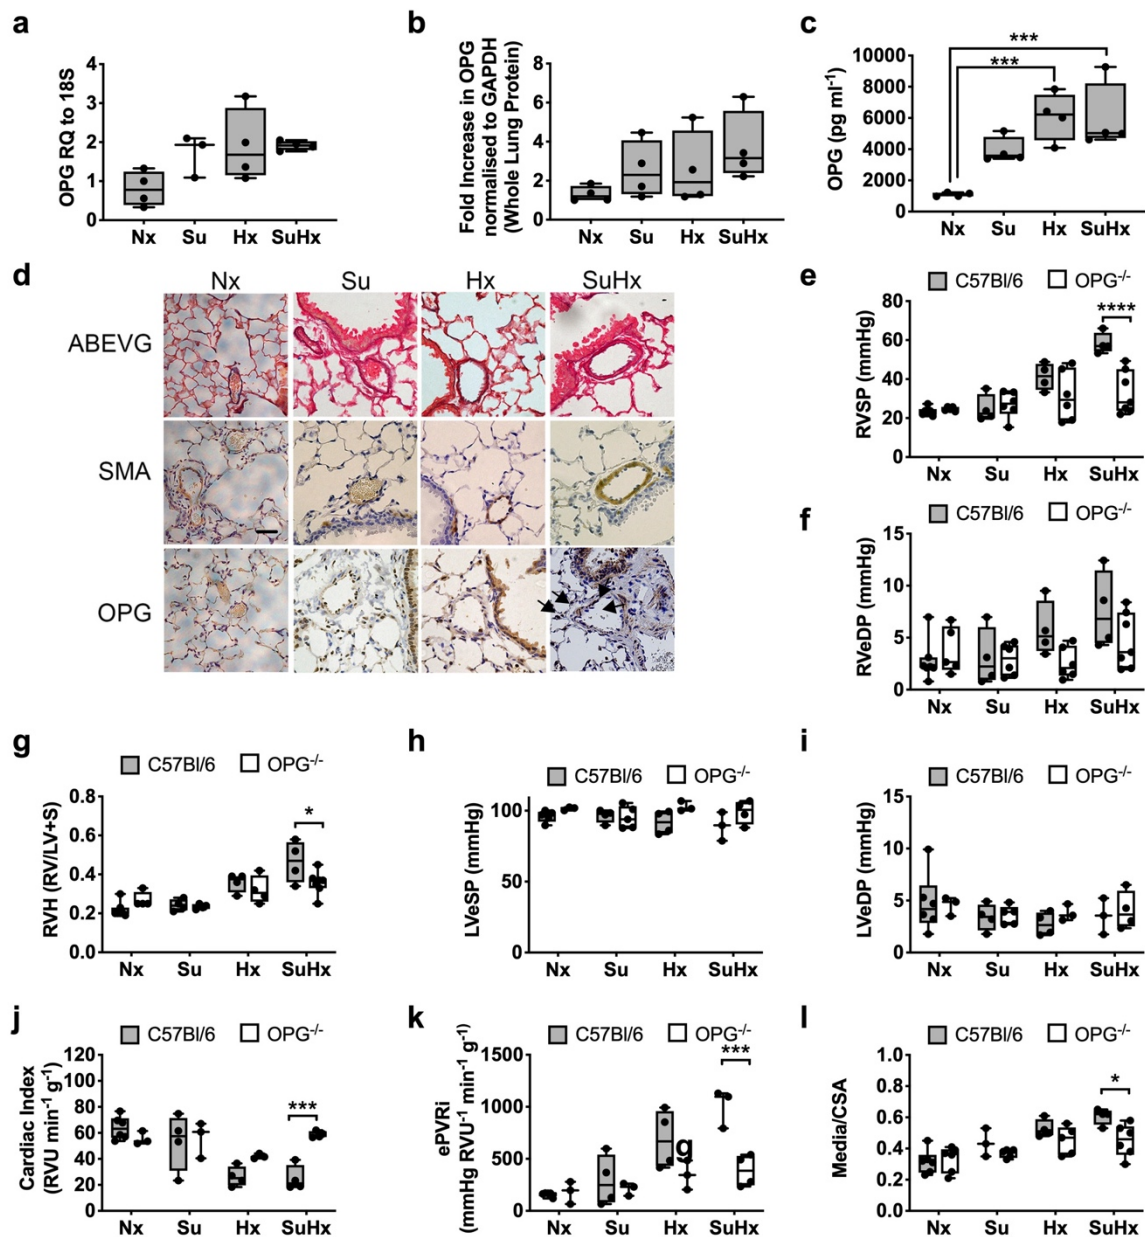 a
OPG RQ to 18S
4
3
2
1
0
Nx Su Hx SuHx
b
Fold Increase in OPG
normalised to GAPDH
(Whole Lung Protein)
8
6
4
2
0
Nx Su Hx SuHx
c
OPG (pg ml-1)
10000
8000
6000
4000
2000
0
***
***
Nx Su Hx SuHx
d
Nx Su Hx SuHx
ABEVG
SMA
OPG
e
C57Bl/6 OPG-/-
RVSP (mmHg)
80
60
40
20
0
****
Nx Su Hx SuHx
f
RVeDP (mmHg)
15
10
5
0
Nx Su Hx SuHx
g
C57Bl/6 OPG-/-
RVH (RV/LV+S)
0.8
0.6
0.4
0.2
0.0
*
Nx Su Hx SuHx
h
C57Bl/6 OPG-/-
LVeSP (mmHg)
100
50
0
Nx Su Hx SuHx
i
C57Bl/6 OPG-/-
LVeDP (mmHg)
15
10
5
0
Nx Su Hx SuHx
j
C57Bl/6 OPG-/-
Cardiac Index
(RVU min-1 g-1)
120
100
80
60
40
20
0
***
Nx Su Hx SuHx
k
C57Bl/6 OPG-/-
ePVRi
(mmHg RVU-1 min-1 g-1)
1500
1000
500
0
***
g
Nx Su Hx SuHx
l
C57Bl/6 OPG-/-
Media/CSA
1.0
0.8
0.6
0.4
0.2
0.0
*
Nx Su Hx SuHx